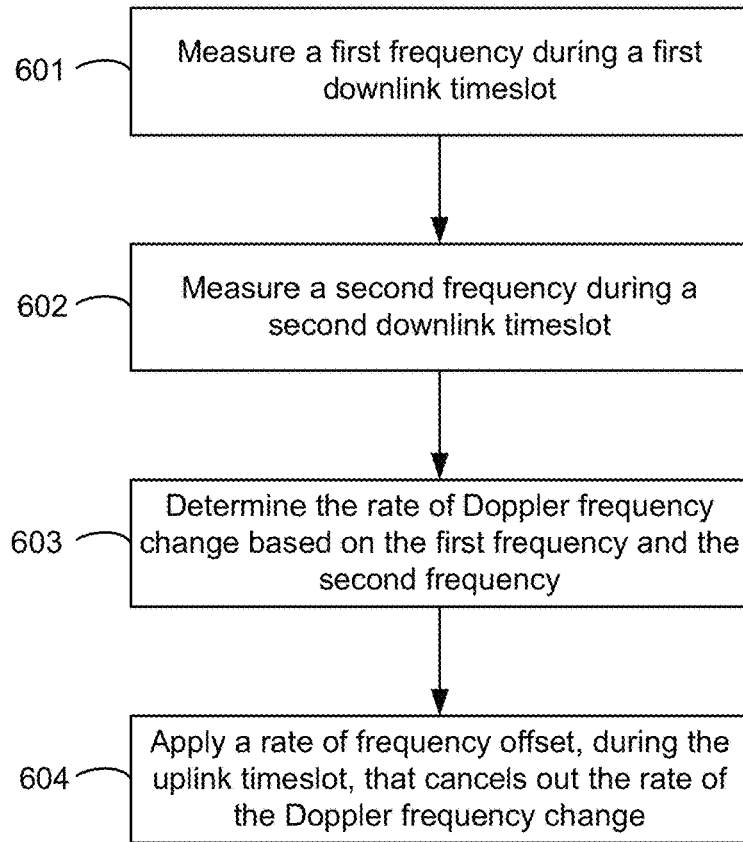 601
Measure a first frequency during a first
downlink timeslot
602
Measure a second frequency during a
second downlink timeslot
603
Determine the rate of Doppler frequency
change based on the first frequency and the
second frequency
604
Apply a rate of frequency offset, during the
uplink timeslot, that cancels out the rate of
the Doppler frequency change